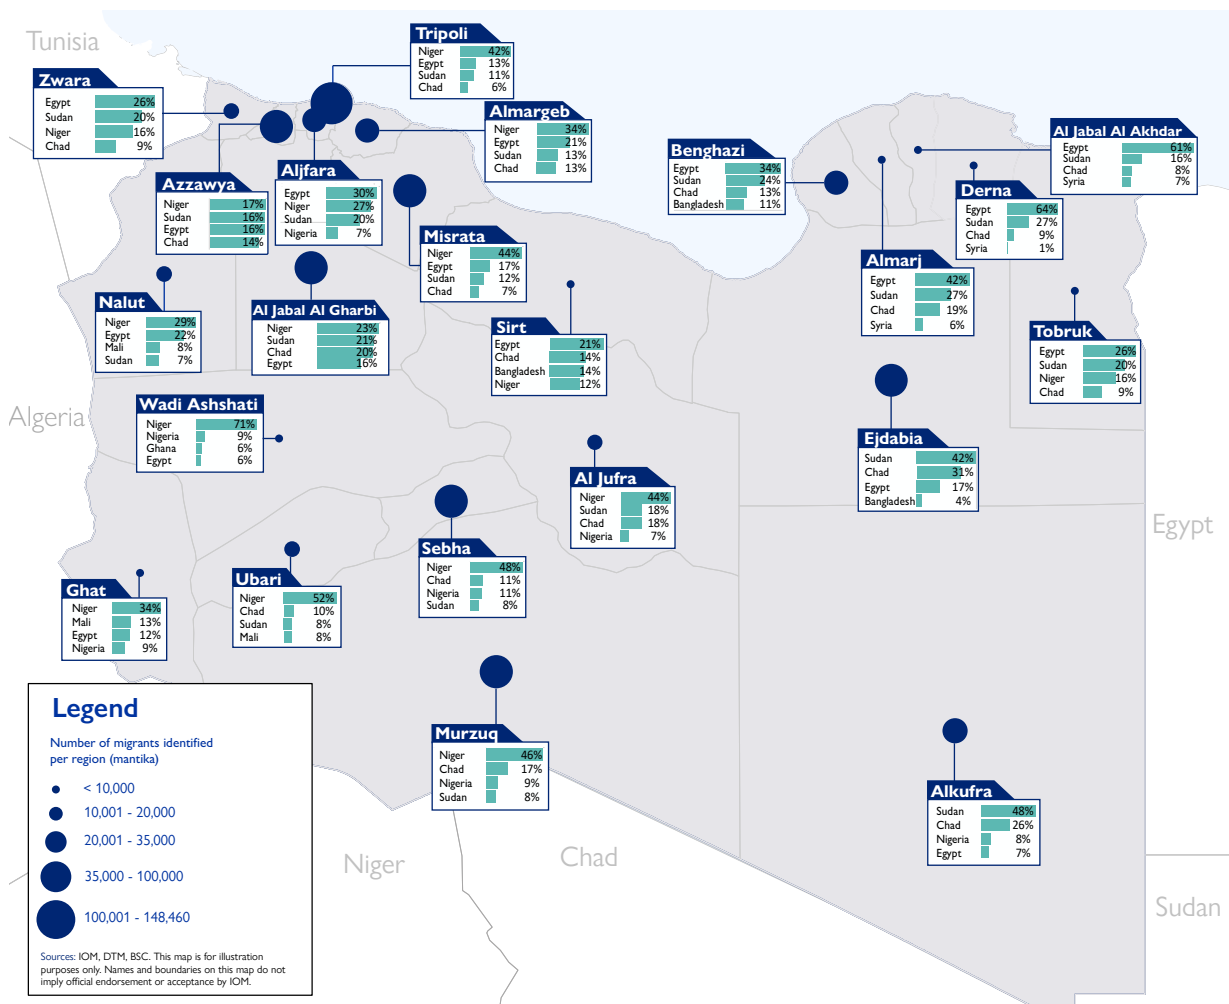 Tunisia
Tripoli
Niger 42%
Egypt 13%
Sudan 11%
Chad 6%
Zwara
Egypt 26%
Sudan 20%
Niger 16%
Chad 9%
Almargeb
Niger 34%
Egypt 21%
Sudan 13%
Chad 13%
Al Jabal Al Akhdar
Egypt 61%
Sudan 16%
Chad 8%
Syria 7%
Benghazi
Egypt 34%
Sudan 24%
Chad 13%
Bangladesh 11%
Azzawya
Niger 17%
Sudan 16%
Egypt 16%
Chad 14%
Aljfara
Egypt 30%
Niger 27%
Sudan 20%
Nigeria 7%
Derna
Egypt 64%
Sudan 27%
Chad 9%
Syria 1%
Misrata
Niger 44%
Egypt 17%
Sudan 12%
Chad 7%
Almarj
Egypt 42%
Sudan 27%
Chad 19%
Syria 6%
Nalut
Niger 29%
Egypt 22%
Mali 8%
Sudan 7%
Al Jabal Al Gharbi
Niger 23%
Sudan 21%
Chad 20%
Egypt 16%
Sirt
Egypt 21%
Chad 14%
Bangladesh 14%
Niger 12%
Tobruk
Egypt 26%
Sudan 20%
Niger 16%
Chad 9%
Algeria
Wadi Ashshati
Niger 71%
Nigeria 9%
Ghana 6%
Egypt 6%
Ejdabia
Sudan 42%
Chad 31%
Egypt 17%
Bangladesh 4%
Al Jufra
Niger 44%
Sudan 18%
Chad 18%
Nigeria 7%
Egypt
Sebha
Niger 48%
Chad 11%
Nigeria 11%
Sudan 8%
Ubari
Niger 52%
Chad 10%
Sudan 8%
Mali 8%
Ghat
Niger 34%
Mali 13%
Egypt 12%
Nigeria 9%
Murzuq
Niger 46%
Chad 17%
Nigeria 9%
Sudan 8%
Alkufra
Sudan 48%
Chad 26%
Nigeria 8%
Egypt 7%
Niger
Chad
Sudan
Legend
Number of migrants identified
per region (mantika)
< 10,000
10,001 - 20,000
20,001 - 35,000
35,000 - 100,000
100,001 - 148,460
Sources: IOM, DTM, BSC. This map is for illustration
purposes only. Names and boundaries on this map do not
imply official endorsement or acceptance by IOM.